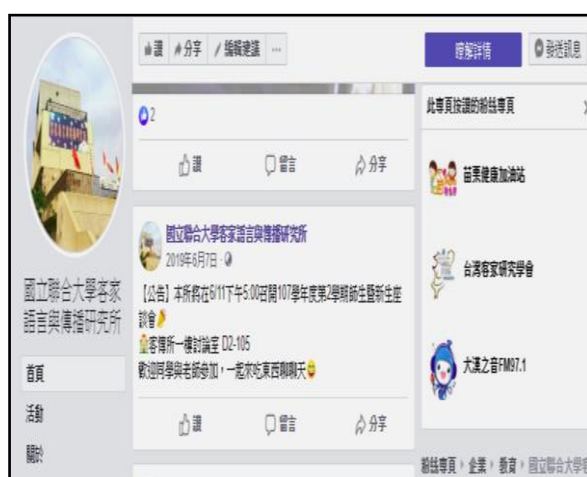 讚 分享 編輯建議 ...
瞭解詳情 發送訊息
2
讚 留言 分享
國立聯合大學客家
語言與傳播研究所
首頁
活動
關於
國立聯合大學客家語言與傳播研究所
2019年6月7日
【公告】本所將在6/11下午5:00召開107學年度第2學期師生暨新生座
談會
客傳所一樓討論室 D2-105
歡迎同學與老師參加,一起來吃東西聊聊天
讚 留言 分享
此專頁按讚的粉絲專頁
苗栗健康加油站
台灣客家研究學會
大漢之音FM97.1
粉絲專頁 企業 教育 國立聯合大學客